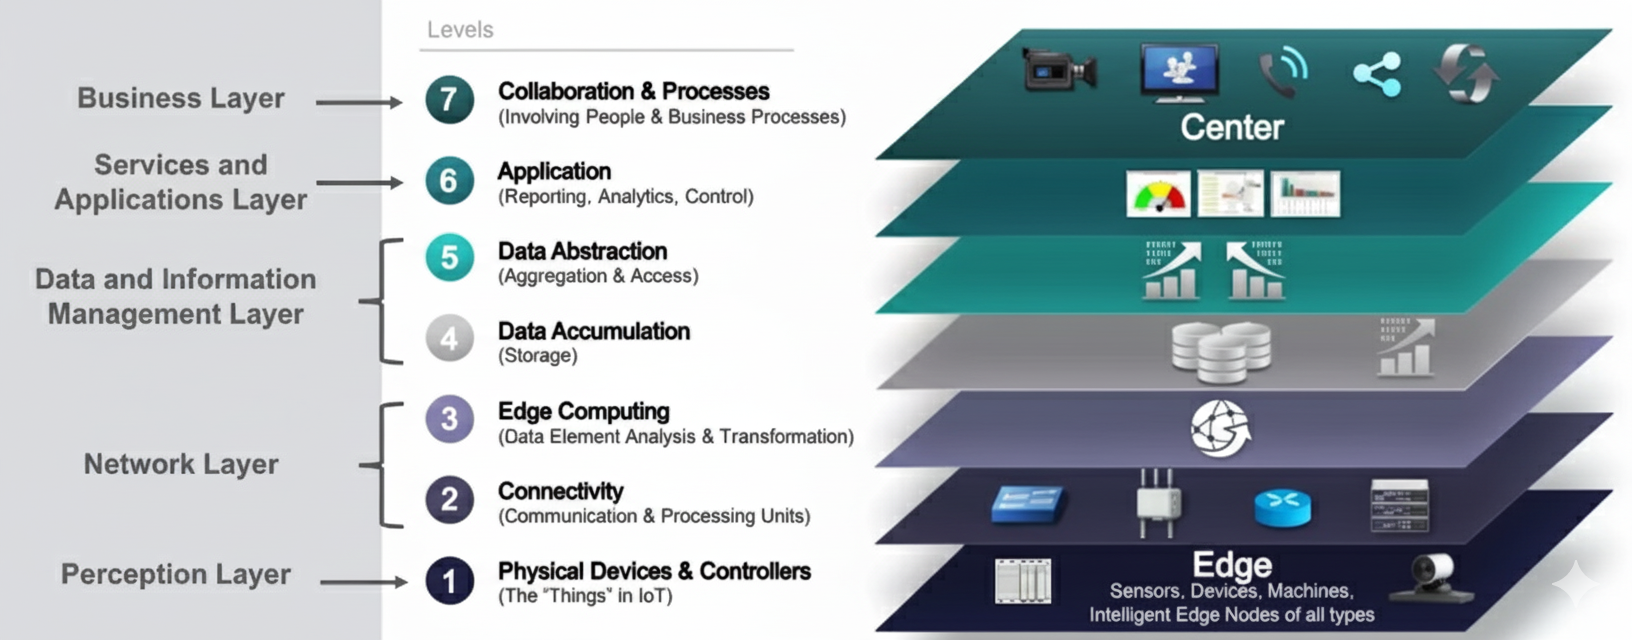 Levels
Business Layer
7
Collaboration & Processes
(Involving People & Business Processes)
Services and
Applications Layer
6
Application
(Reporting, Analytics, Control)
Data and Information
Management Layer
5
Data Abstraction
(Aggregation & Access)
4
Data Accumulation
(Storage)
Network Layer
3
Edge Computing
(Data Element Analysis & Transformation)
2
Connectivity
(Communication & Processing Units)
Perception Layer
1
Physical Devices & Controllers
(The "Things" in IoT)
Center
Edge
Sensors, Devices, Machines,
Intelligent Edge Nodes of all types